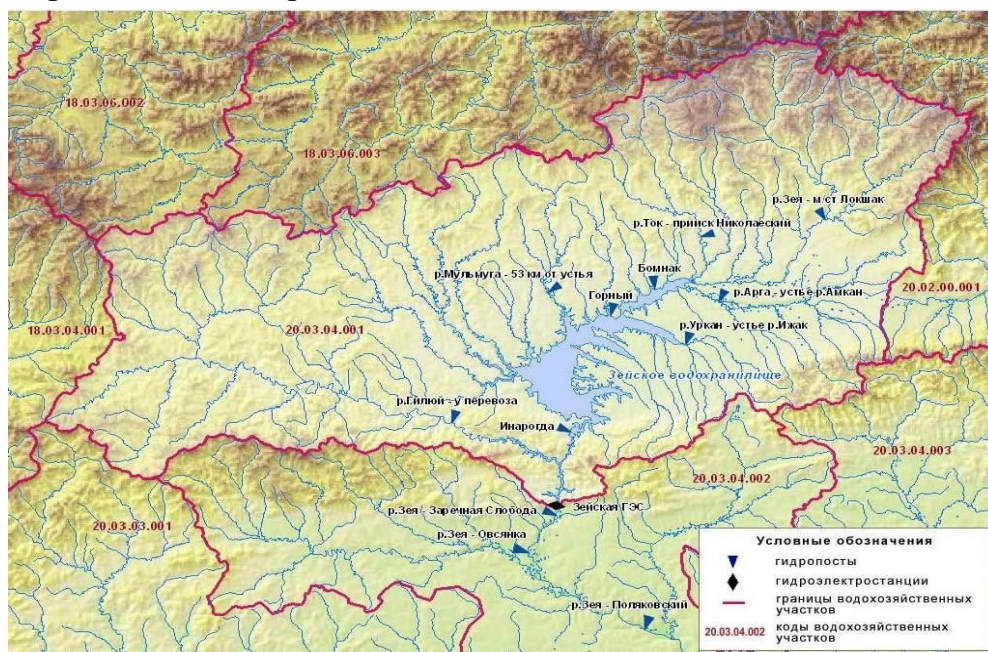 18.03.06.002
18.03.06.003
р.Зея - м/ст Локшак
р.Ток - прииск Николаеский
р.Мульмуга - 53 км от устья
Бомнак
20.02.00.001
Горный
р.Арга - устье р.Амкан
18.03.04.001
20.03.04.001
р.Уркан - устье р.Ижак
Зейское водохранилище
р.Гилюй - у перевоза
Инарогда
20.03.04.003
20.03.04.002
20.03.03.001
р.Зея - Заречная Слобода
Зейская ГЭС
р.Зея - Овсянка
р.Зея - Поляковский
Условные обозначения
гидропосты
гидроэлектростанции
границы водохозяйственных
участков
20.03.04.002
коды водохозяйственных
участков